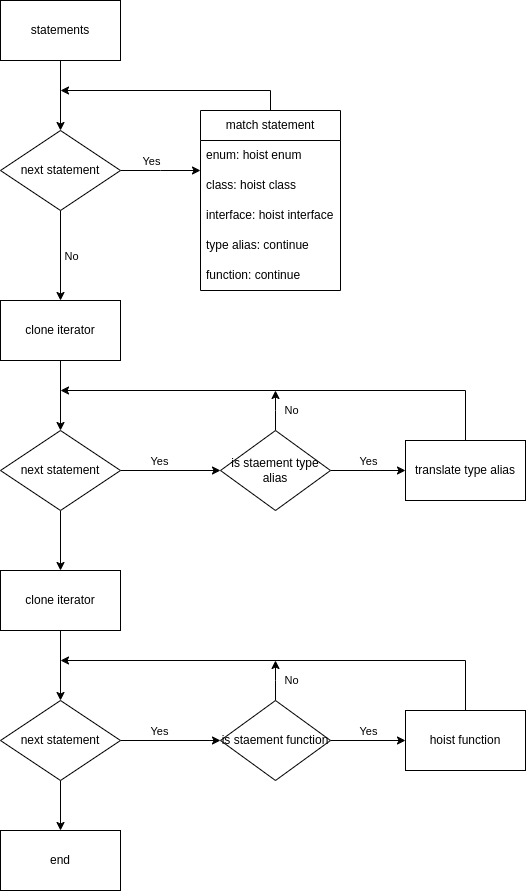 statements
next statement
Yes
match statement
enum: hoist enum
class: hoist class
interface: hoist interface
type alias: continue
function: continue
No
clone iterator
No
next statement
Yes
is staement type
alias
Yes
translate type alias
clone iterator
No
next statement
Yes
is staement function
Yes
hoist function
end